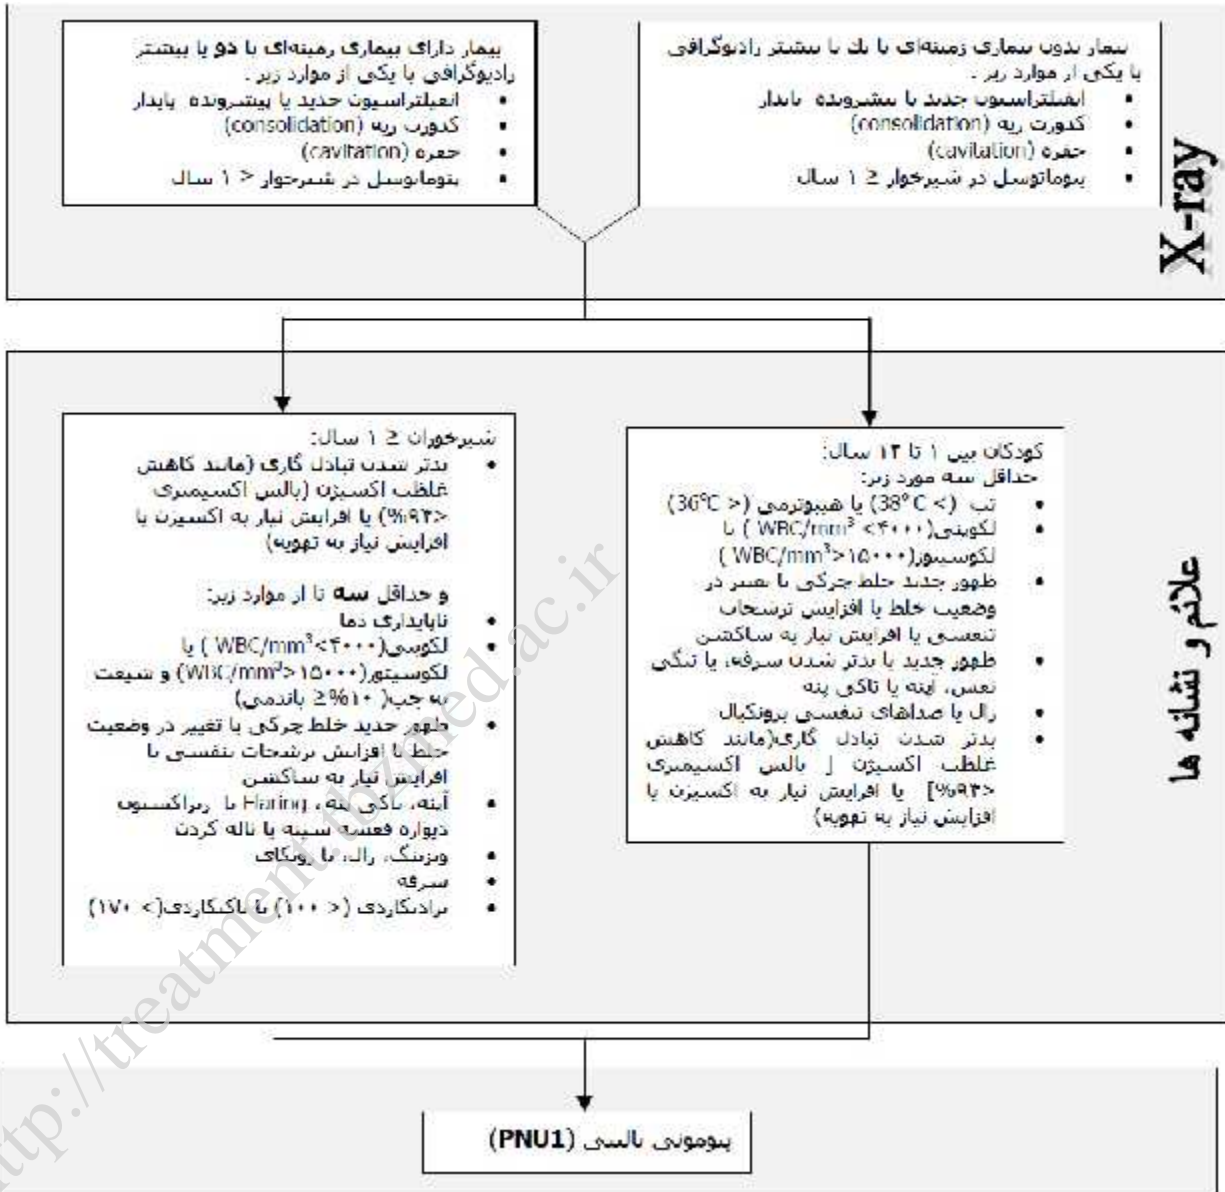 بیمار بدون بیماری زمینه‌ای با یك یا بیشتر رادیوگرافی
با یکی از موارد زیر .
• انفیلتراسیون جدید یا پیشرونده پایدار
• کدورت ریه (consolidation)
• حفره (cavitation)
• پنوماتوسل در شیرخوار ≤ ۱ سال
بیمار دارای بیماری زمینه‌ای با دو یا بیشتر
رادیوگرافی با یکی از موارد زیر .
• انفیلتراسیون جدید یا پیشرونده پایدار
• کدورت ریه (consolidation)
• حفره (cavitation)
• پنوماتوسل در شیرخوار < ۱ سال
X-ray
کودکان بین ۱ تا ۱۲ سال:
حداقل سه مورد زیر:
• تب (> 38°C) یا هیپوترمی (< 36°C)
• لکوپنی (WBC/mm³ <۴۰۰۰) یا
لکوسیتوز (WBC/mm³>۱۵۰۰۰)
• ظهور جدید خلط چرکی یا تغییر در
وضعیت خلط یا افزایش ترشحات
تنفسی یا افزایش نیاز به ساکشن
• ظهور جدید یا بدتر شدن سرفه، یا تنگی
نفس، آپنه یا تاکی پنه
• رال یا صداهای تنفسی برونکیال
• بدتر شدن تبادل گازی(مانند کاهش
غلظت اکسیژن [ پالس اکسیمتری
<۹۴%] یا افزایش نیاز به اکسیژن یا
افزایش نیاز به تهویه)
شیرخوران ≤ ۱ سال:
• بدتر شدن تبادل گازی (مانند کاهش
غلظت اکسیژن (پالس اکسیمتری
<۹۴%) یا افزایش نیاز به اکسیژن یا
افزایش نیاز به تهویه)
و حداقل سه تا از موارد زیر:
• ناپایداری دما
• لکوپنی(WBC/mm³<۴۰۰۰) یا
لکوسیتوز(WBC/mm³>۱۵۰۰۰) و شیفت
به چپ( ۱۰%≤ باندمی)
• ظهور جدید خلط چرکی یا تغییر در وضعیت
خلط یا افزایش ترشحات تنفسی یا
افزایش نیاز به ساکشن
• آپنه، تاکی پنه، Flaring یا رتراکسیون
دیواره قفسه سینه یا ناله کردن
• ویزینگ، رال، یا رونکای
• سرفه
• برادیکاردی (< ۱۰۰) یا تاکیکاردی(> ۱۷۰)
علائم و نشانه ها
پنومونی بالینی (PNU1)
http://treatment.tbzmed.ac.ir